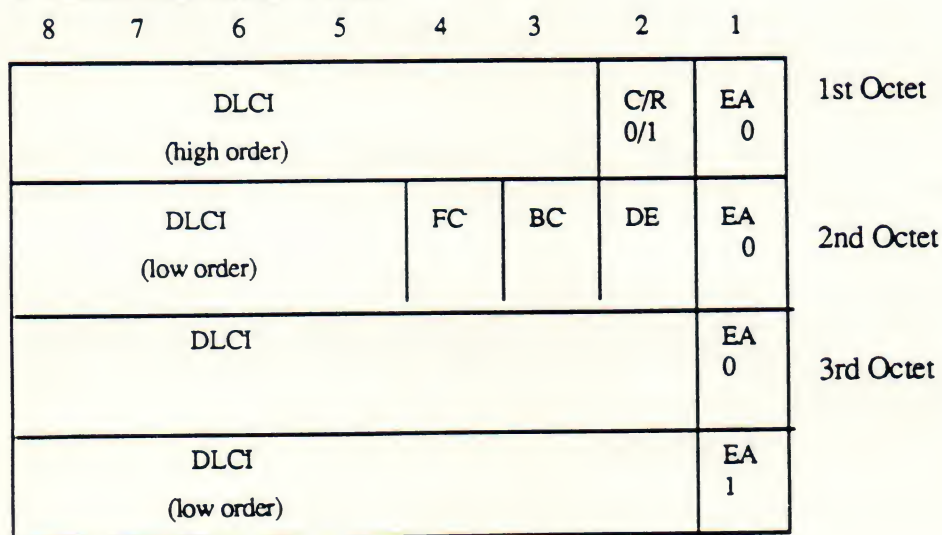 8 7 6 5 4 3 2 1
DLCI C/R EA 1st Octet
(high order) 0/1 0
DLCI FC BC DE EA 2nd Octet
(low order) 0
DLCI EA
0 3rd Octet
DLCI EA
(low order) 1